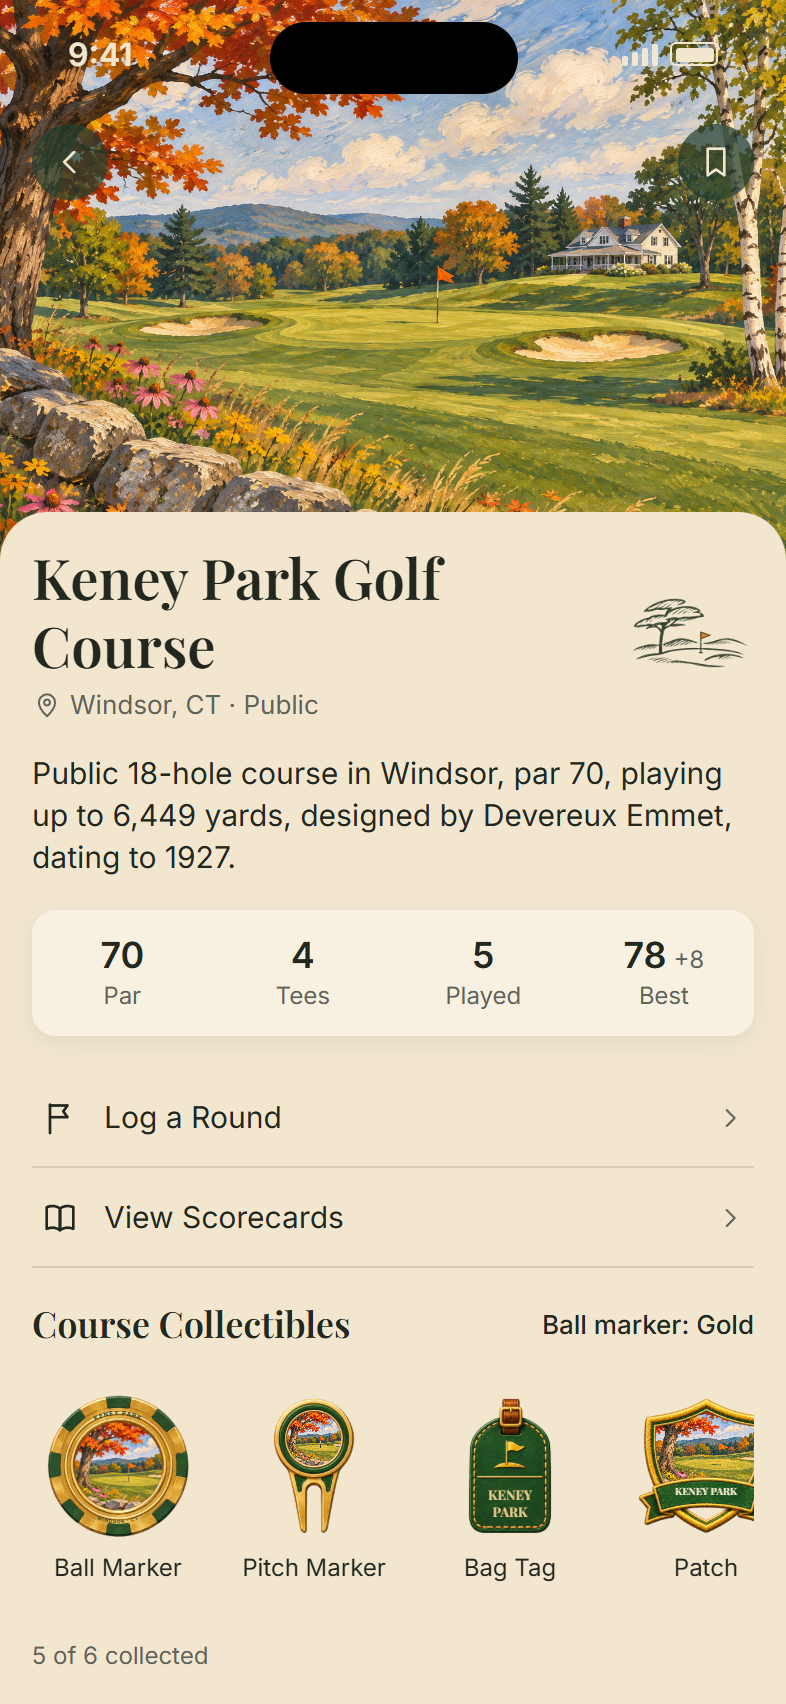 9:41
Keney Park Golf
Course
Windsor, CT · Public
Public 18-hole course in Windsor, par 70, playing
up to 6,449 yards, designed by Devereux Emmet,
dating to 1927.
70
Par
4
Tees
5
Played
78 +8
Best
Log a Round
View Scorecards
Course Collectibles
Ball marker: Gold
KENEY PARK
KENEY
PARK
KENEY PARK
Ball Marker
Pitch Marker
Bag Tag
Patch
5 of 6 collected